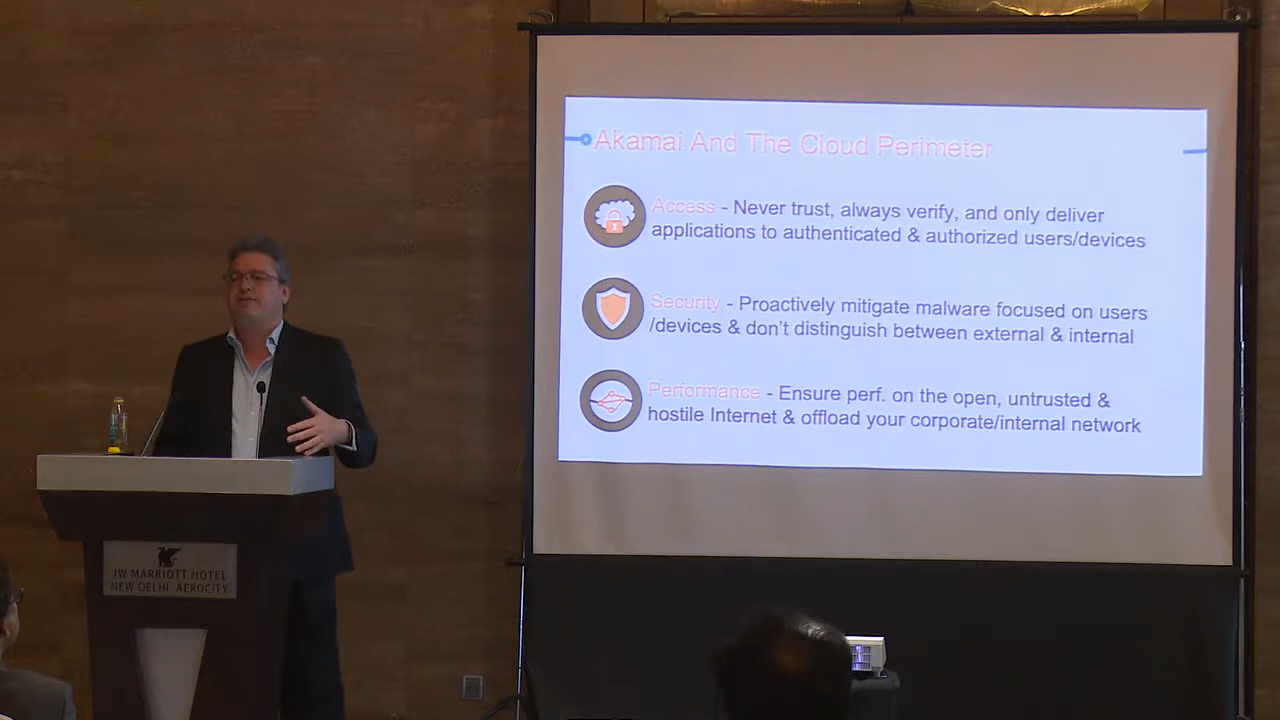 Akamai And The Cloud Perimeter
Access - Never trust, always verify, and only deliver
applications to authenticated & authorized users/devices
Security - Proactively mitigate malware focused on users
/devices & don't distinguish between external & internal
Performance - Ensure perf. on the open, untrusted &
hostile Internet & offload your corporate/internal network
JW MARRIOTT HOTEL
NEW DELHI AEROCITY